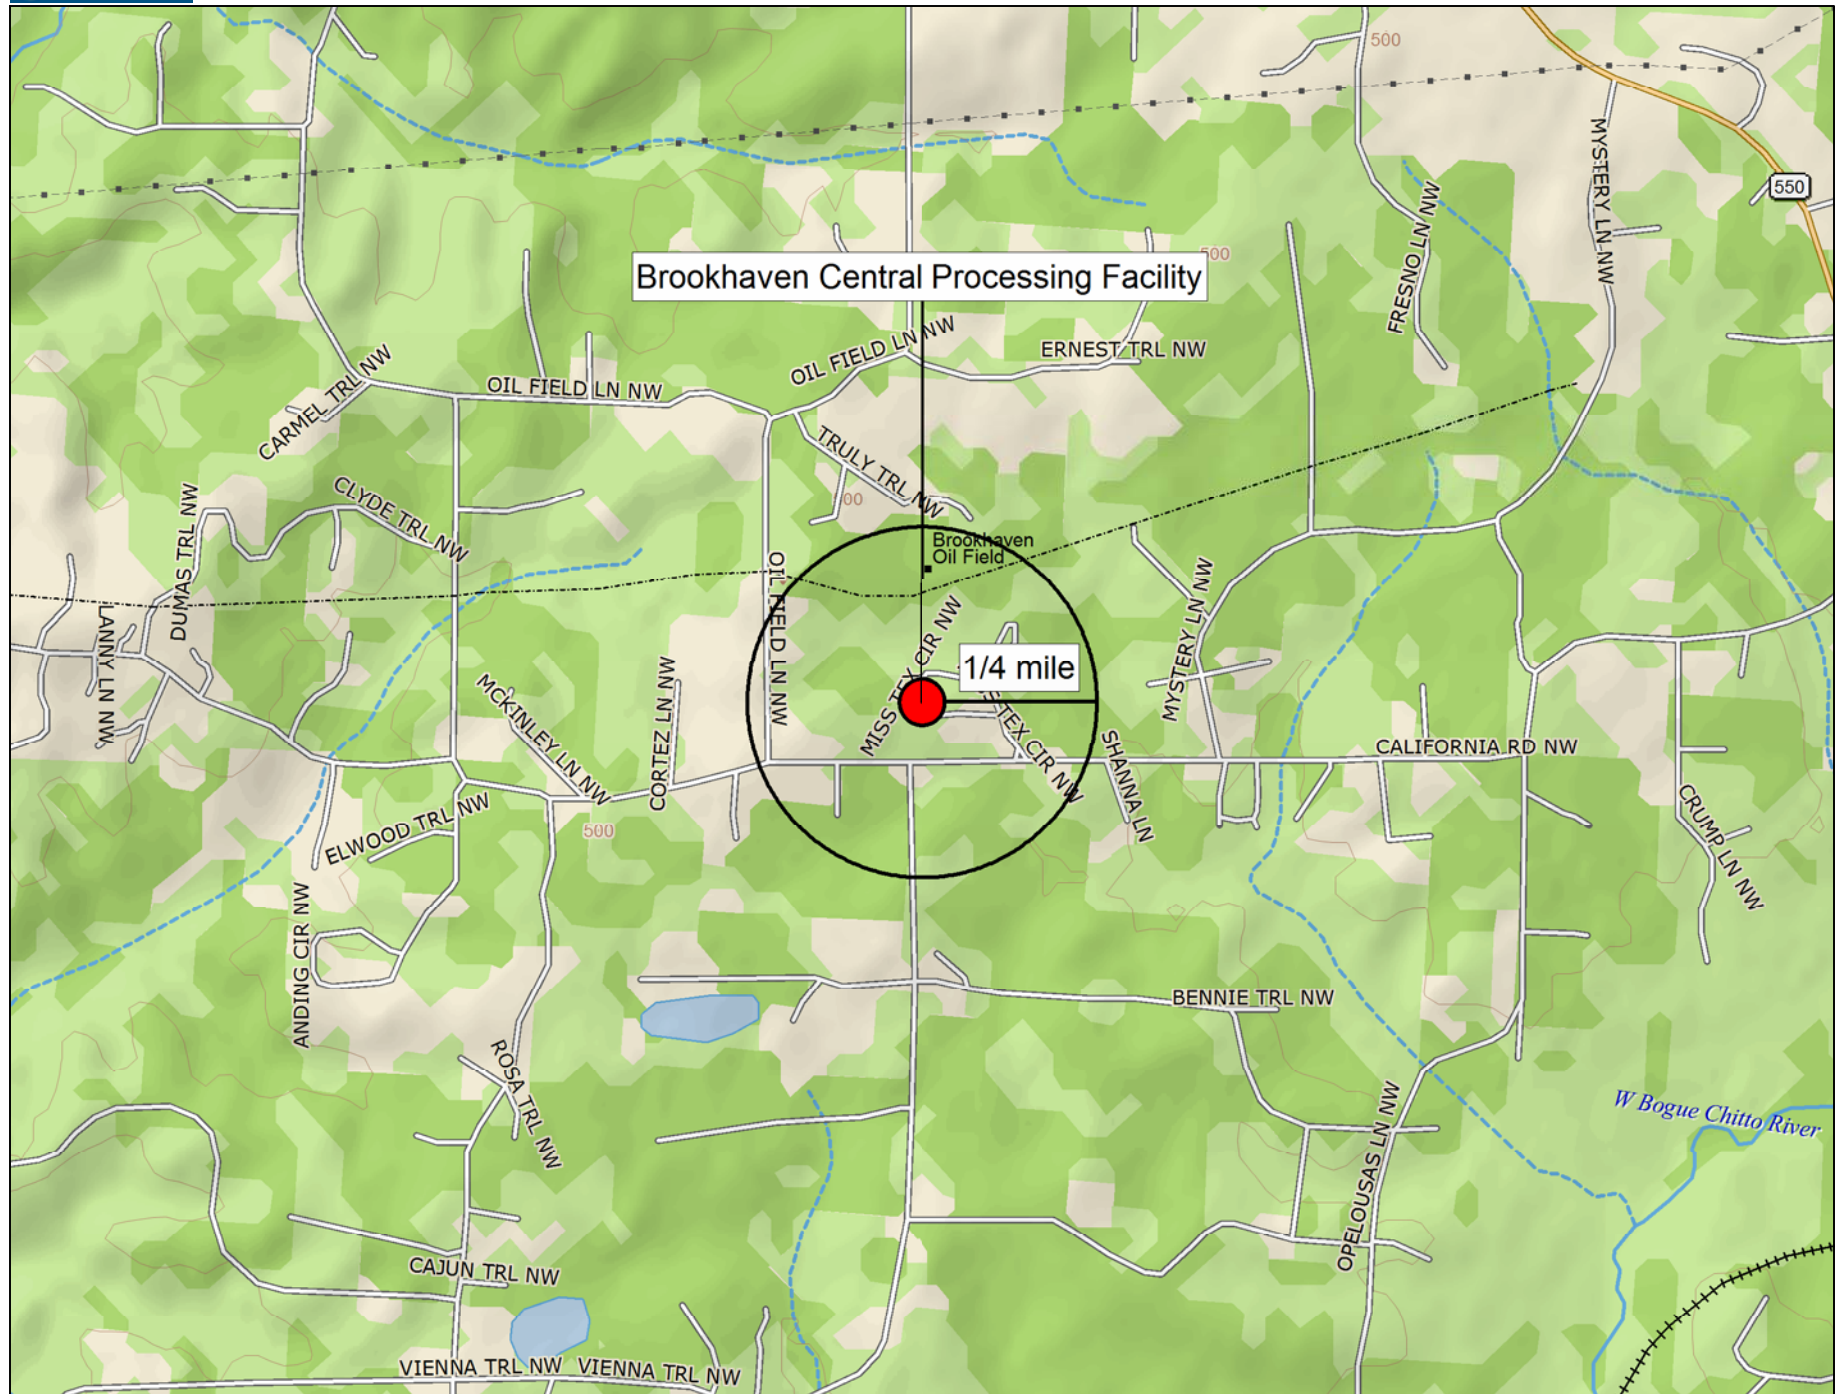 500
MYSTERY LN NW
550
FRESNO LN NW
500
Brookhaven Central Processing Facility
OIL FIELD LN NW
ERNEST TRL NW
CARMEL TRL NW
OIL FIELD LN NW
TRULY TRL NW
CLYDE TRL NW
DUMAS TRL NW
Brookhaven
Oil Field
OIL FIELD LN NW
LANNY LN NW
MISS TEX CIR NW
1/4 mile
MYSTERY LN NW
MCKINLEY LN NW
CORTEZ LN NW
TEX CIR NW
SHANNA LN
CALIFORNIA RD NW
ELWOOD TRL NW
500
CRUMP LN NW
ANDING CIR NW
BENNIE TRL NW
ROSA TRL NW
OPELOUSAS LN NW
W Bogue Chitto River
CAJUN TRL NW
VIENNA TRL NW VIENNA TRL NW